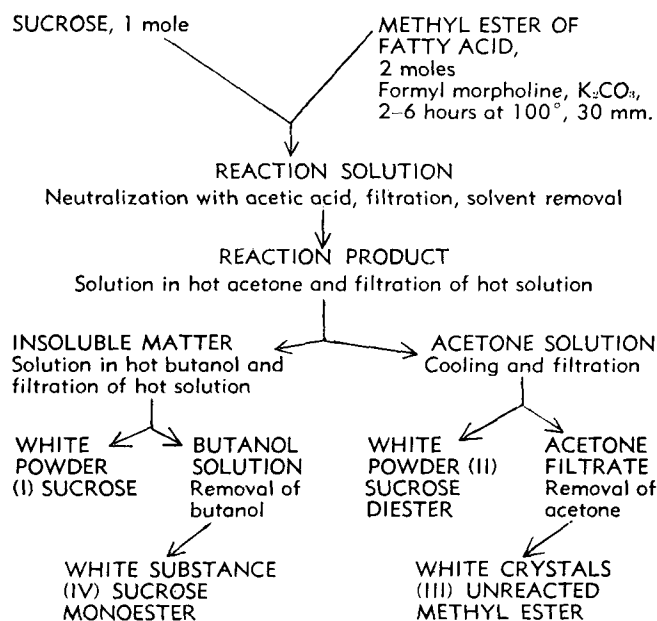 SUCROSE, 1 mole
METHYL ESTER OF
FATTY ACID,
2 moles
Formyl morpholine, K₂CO₃,
2–6 hours at 100°, 30 mm.
REACTION SOLUTION
Neutralization with acetic acid, filtration, solvent removal
REACTION PRODUCT
Solution in hot acetone and filtration of hot solution
INSOLUBLE MATTER
Solution in hot butanol and
filtration of hot solution
ACETONE SOLUTION
Cooling and filtration
WHITE
POWDER
(I) SUCROSE
BUTANOL
SOLUTION
Removal of
butanol
WHITE
POWDER (II)
SUCROSE
DIESTER
ACETONE
FILTRATE
Removal of
acetone
WHITE SUBSTANCE
(IV) SUCROSE
MONOESTER
WHITE CRYSTALS
(III) UNREACTED
METHYL ESTER